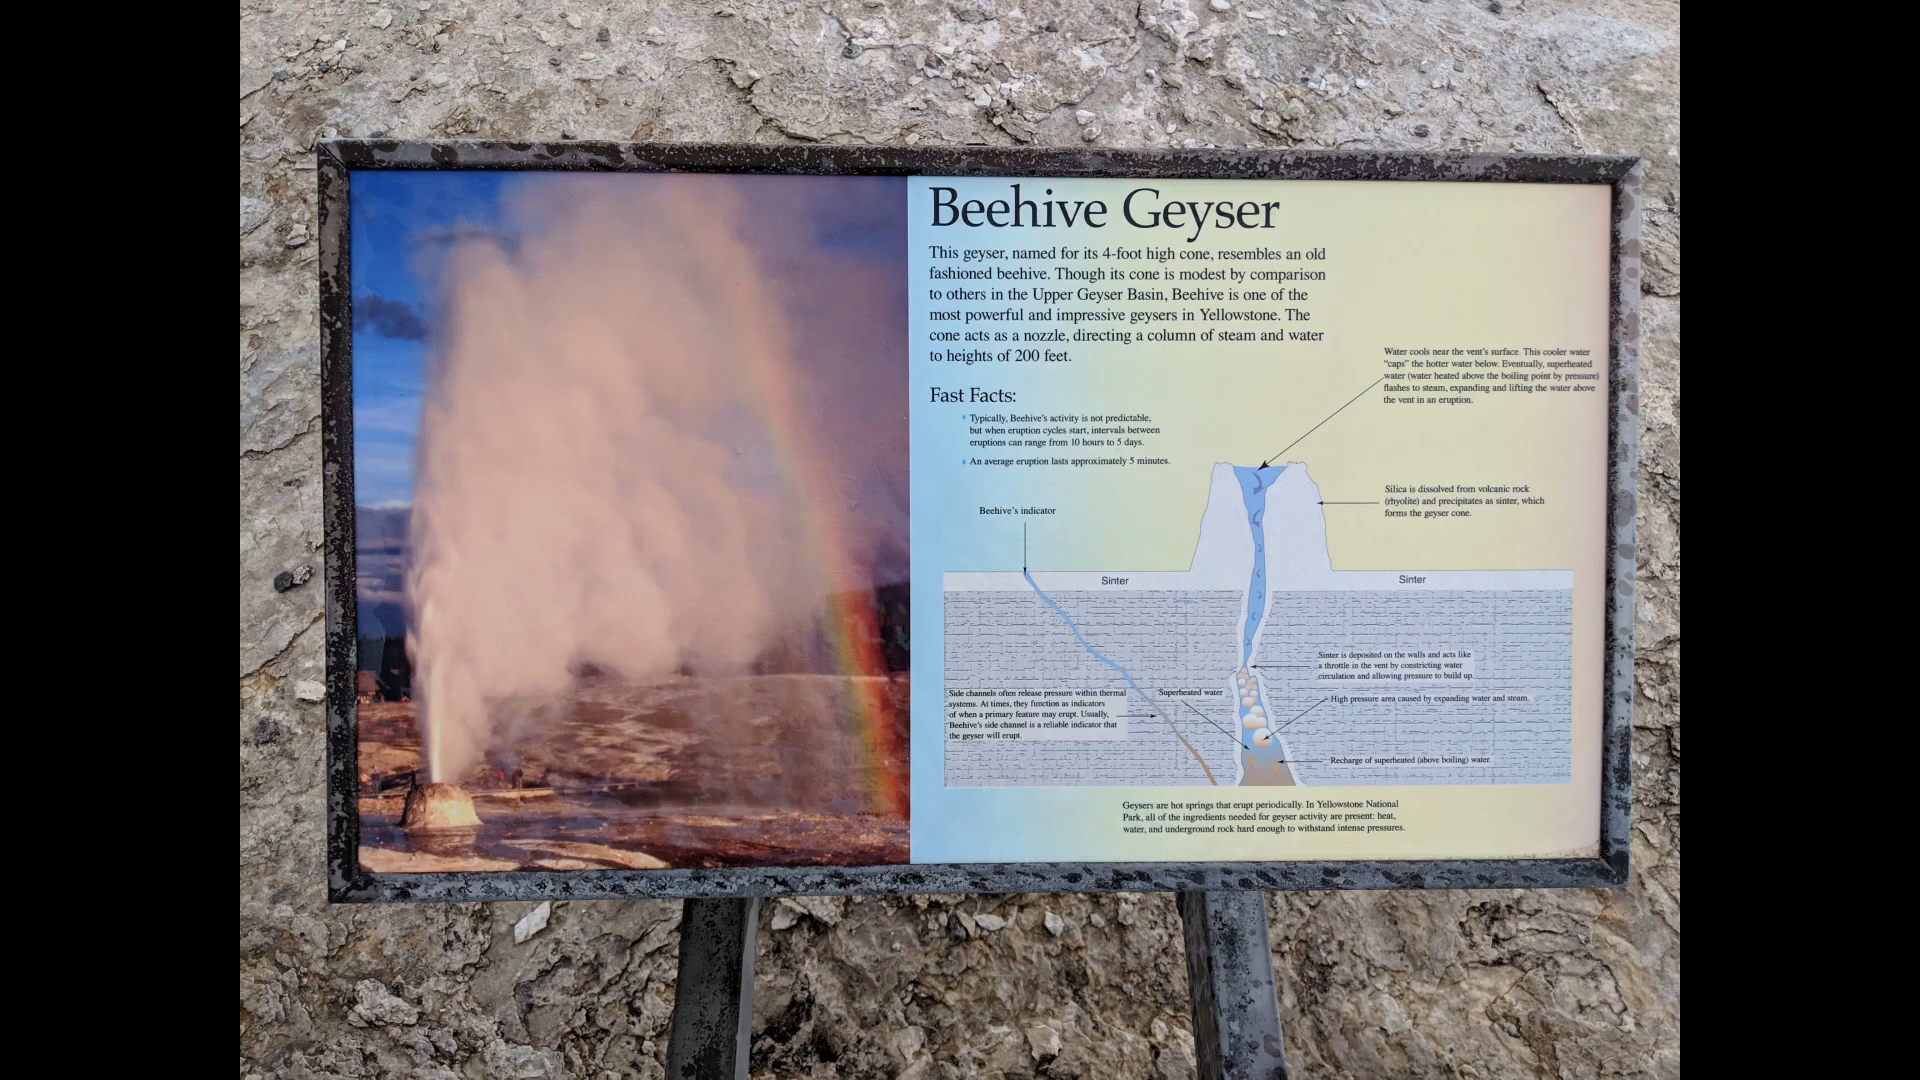 Beehive Geyser
This geyser, named for its 4-foot high cone, resembles an old
fashioned beehive. Though its cone is modest by comparison
to others in the Upper Geyser Basin, Beehive is one of the
most powerful and impressive geysers in Yellowstone. The
cone acts as a nozzle, directing a column of steam and water
to heights of 200 feet.
Fast Facts:
Typically, Beehive's activity is not predictable,
but when eruption cycles start, intervals between
eruptions can range from 10 hours to 5 days.
An average eruption lasts approximately 5 minutes.
Water cools near the vent's surface. This cooler water
"caps" the hotter water below. Eventually, superheated
water (water heated above the boiling point by pressure)
flashes to steam, expanding and lifting the water above
the vent in an eruption.
Silica is dissolved from volcanic rock
(rhyolite) and precipitates as sinter, which
forms the geyser cone.
Beehive's indicator
Sinter
Sinter
Sinter is deposited on the walls and acts like
a throttle in the vent by constricting water
circulation and allowing pressure to build up.
Side channels often release pressure within thermal
systems. At times, they function as indicators
of when a primary feature may erupt. Usually,
Beehive's side channel is a reliable indicator that
the geyser will erupt.
Superheated water
High pressure area caused by expanding water and steam.
Recharge of superheated (above boiling) water.
Geysers are hot springs that erupt periodically. In Yellowstone National
Park, all of the ingredients needed for geyser activity are present: heat,
water, and underground rock hard enough to withstand intense pressures.